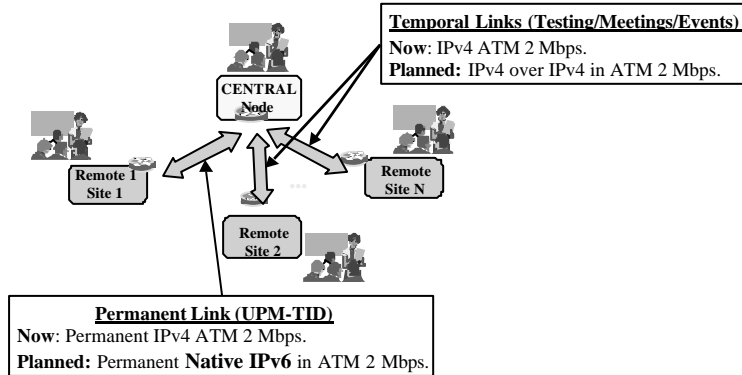 Temporal Links (Testing/Meetings/Events)
Now: IPv4 ATM 2 Mbps.
Planned: IPv4 over IPv4 in ATM 2 Mbps.
CENTRAL
Node
Remote 1
Site 1
...
Remote
Site N
Remote
Site 2
Permanent Link (UPM-TID)
Now: Permanent IPv4 ATM 2 Mbps.
Planned: Permanent Native IPv6 in ATM 2 Mbps.